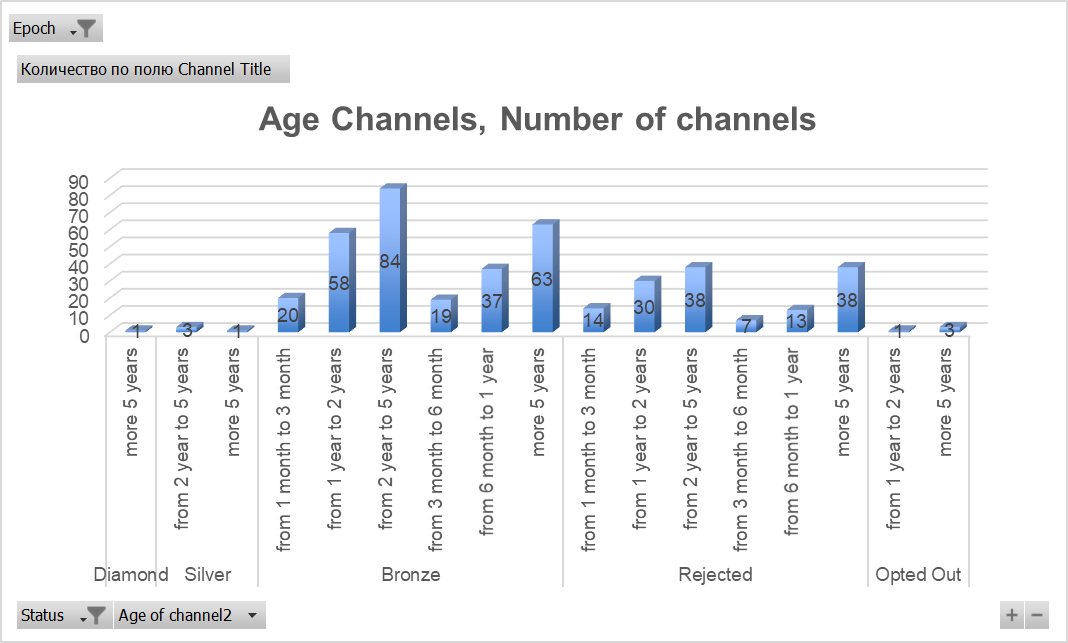 Epoch
Количество по полю Channel Title
Age Channels, Number of channels
90
80
70
60
50
40
30
20
10
0
1
3
1
20
58
84
19
37
63
14
30
38
7
13
38
1
3
more 5 years
from 2 year to 5 years
more 5 years
from 1 month to 3 month
from 1 year to 2 years
from 2 year to 5 years
from 3 month to 6 month
from 6 month to 1 year
more 5 years
from 1 month to 3 month
from 1 year to 2 years
from 2 year to 5 years
from 3 month to 6 month
from 6 month to 1 year
more 5 years
from 1 year to 2 years
more 5 years
Diamond
Silver
Bronze
Rejected
Opted Out
Status
Age of channel2
+
−